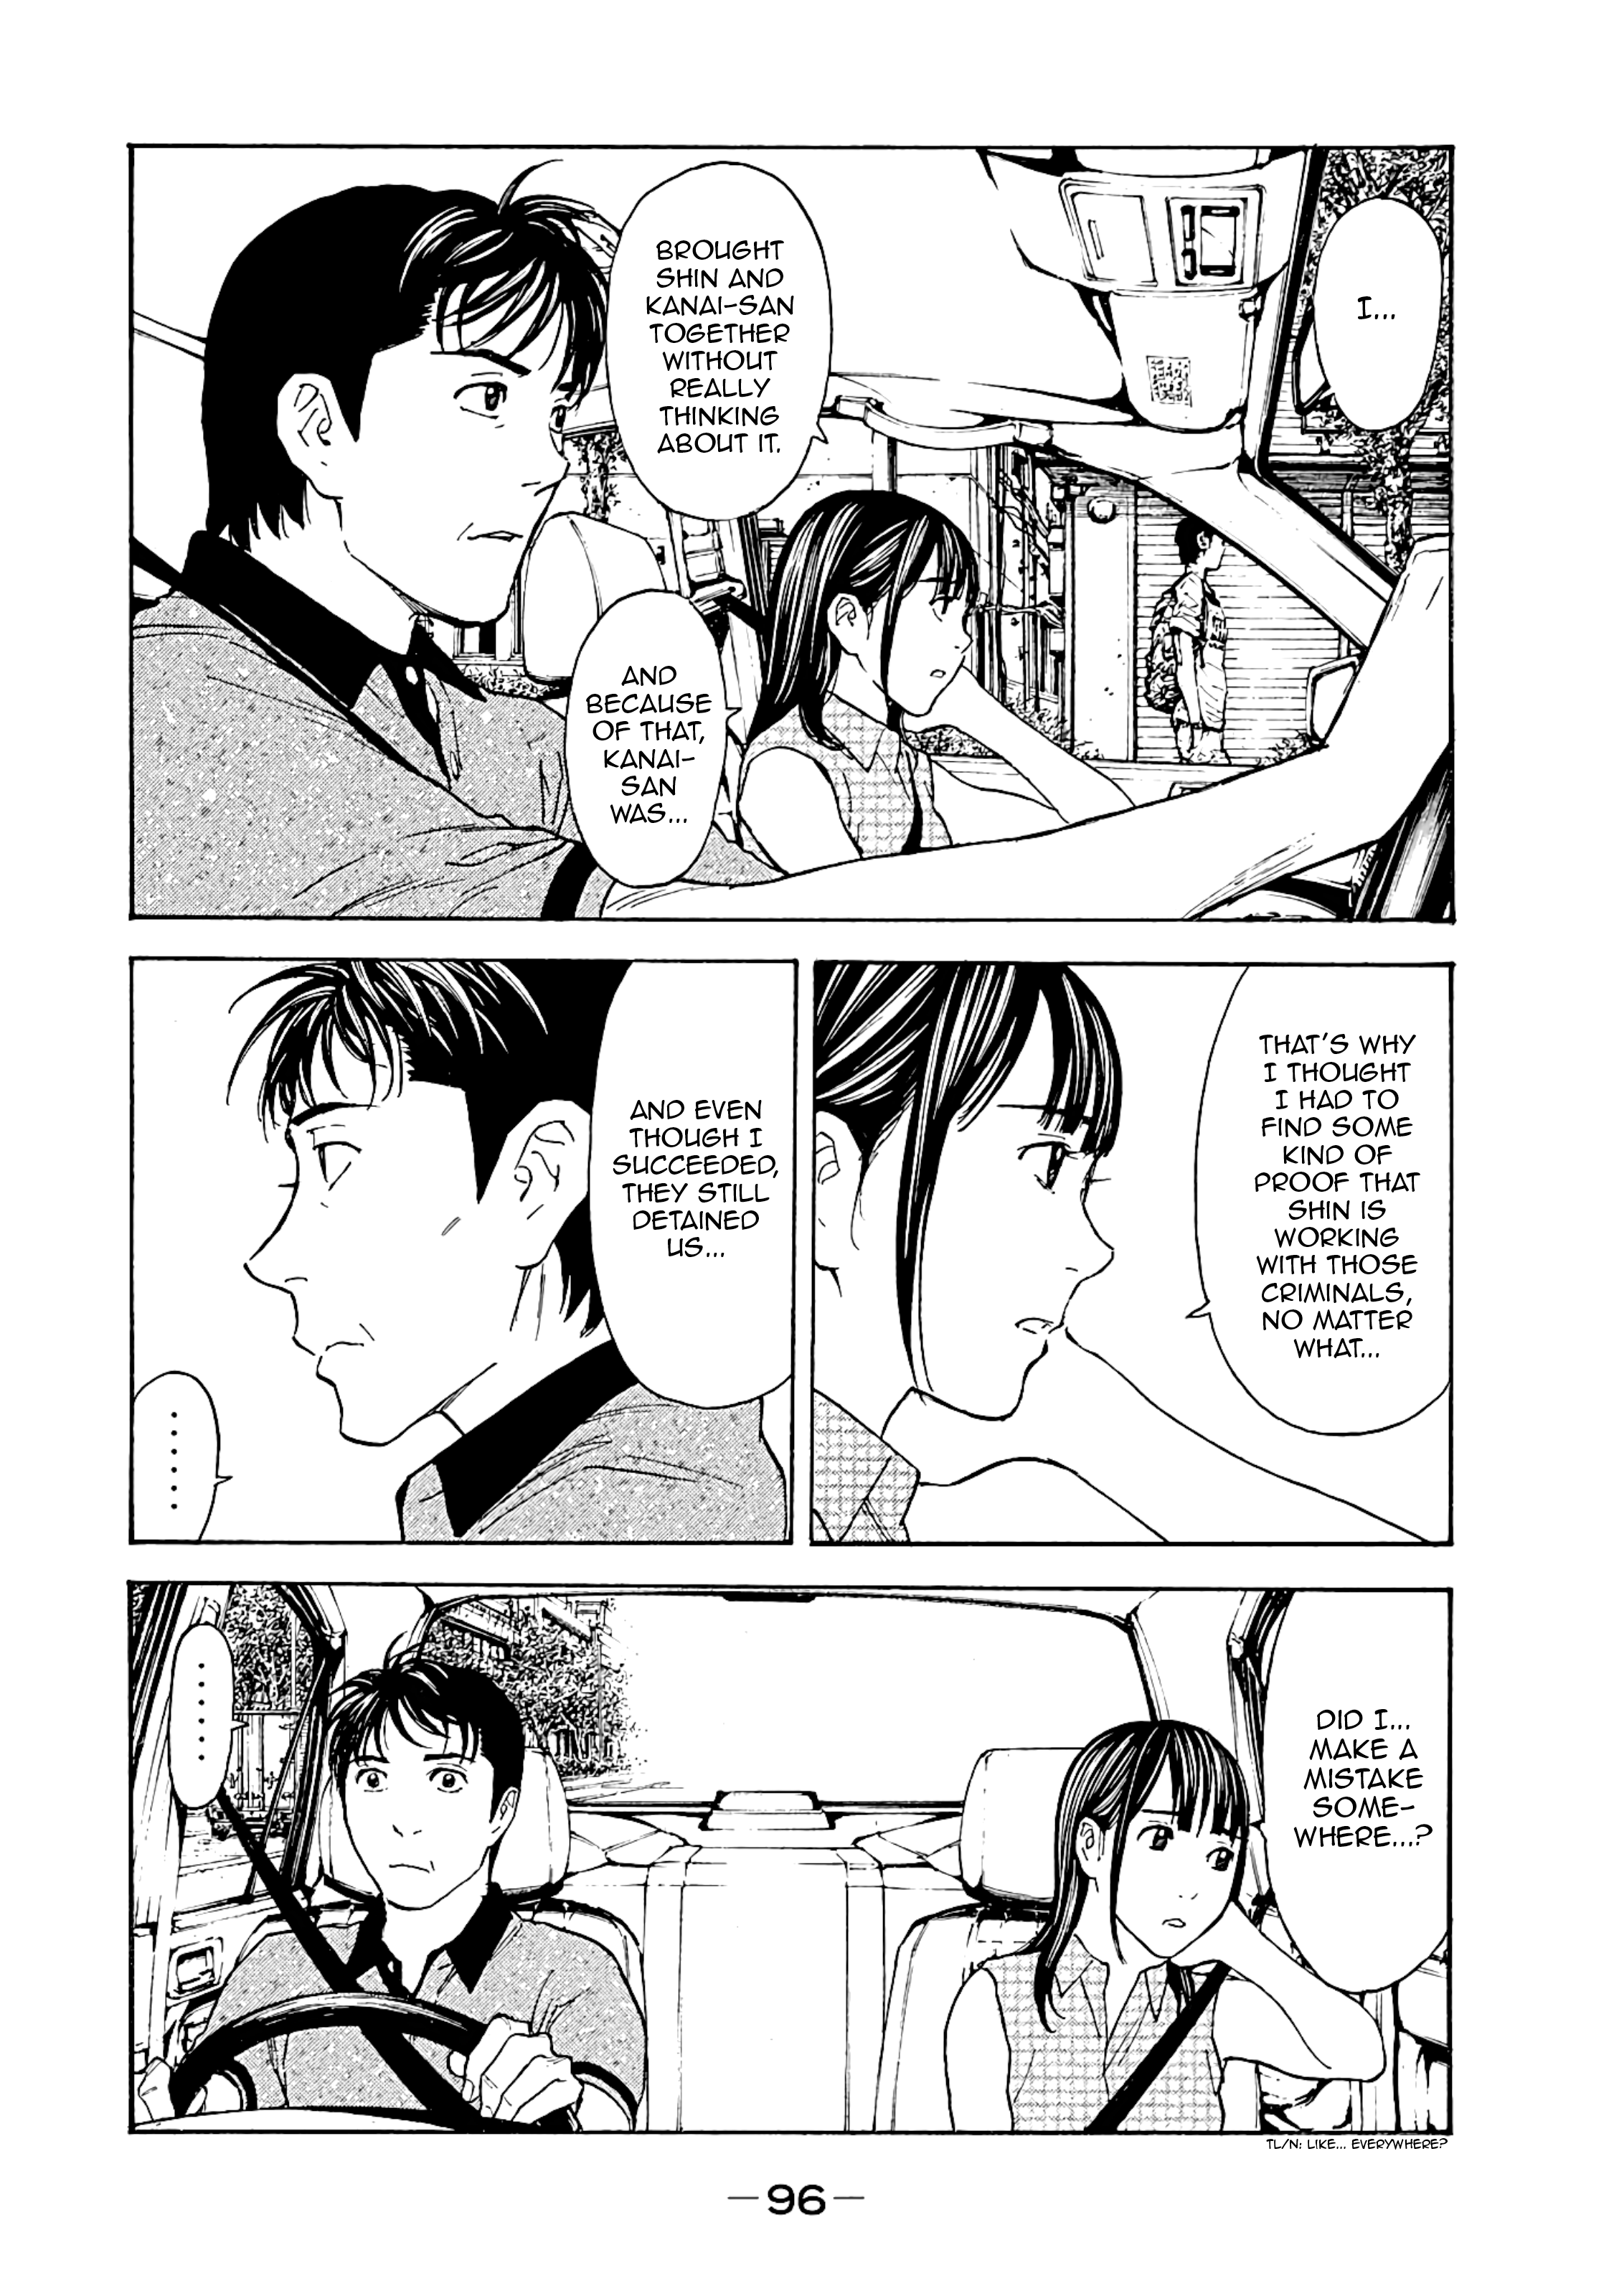 I...
BROUGHT
SHIN AND
KANAI-SAN
TOGETHER
WITHOUT
REALLY
THINKING
ABOUT IT.
AND
BECAUSE
OF THAT,
KANAI-
SAN
WAS...
THAT'S WHY
I THOUGHT
I HAD TO
FIND SOME
KIND OF
PROOF THAT
SHIN IS
WORKING
WITH THOSE
CRIMINALS,
NO MATTER
WHAT...
AND EVEN
THOUGH I
SUCCEEDED,
THEY STILL
DETAINED
US...
......
DID I...
MAKE A
MISTAKE
SOME-
WHERE...?
......
TL/N: LIKE... EVERYWHERE?
—96—